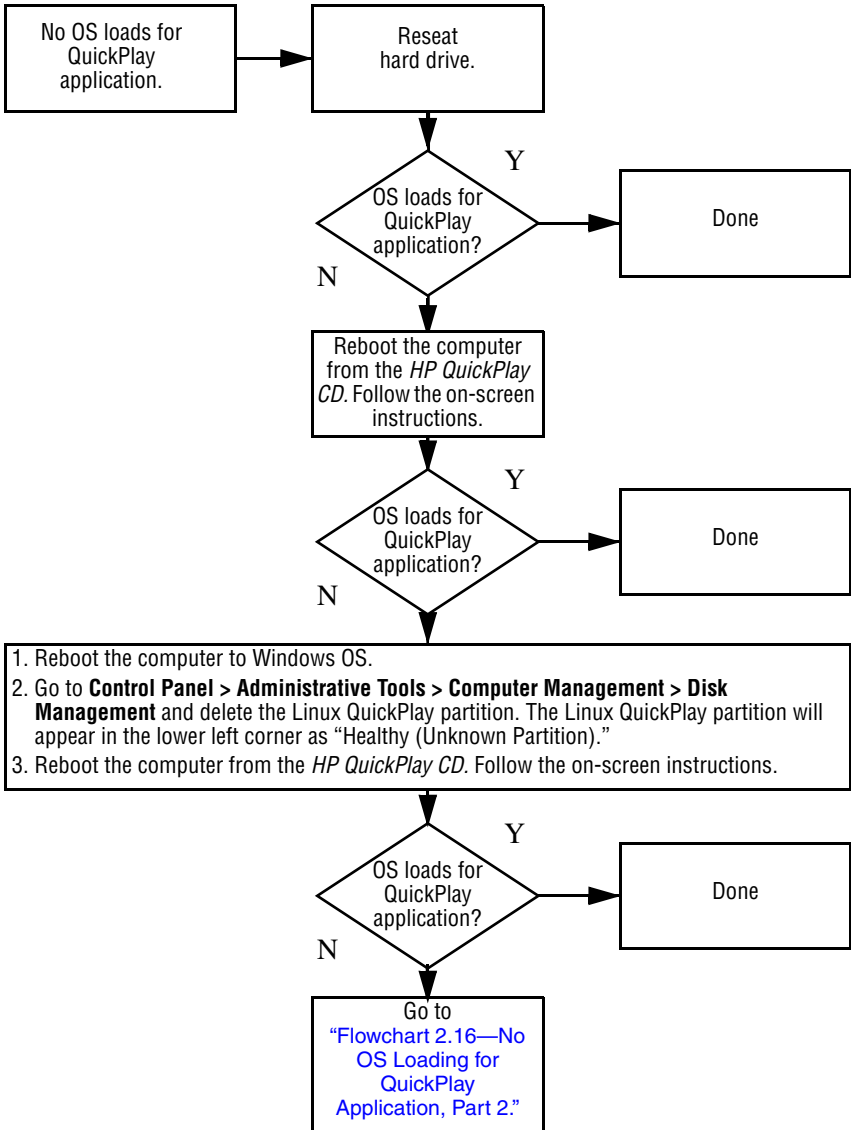 No OS loads for
QuickPlay
application.
Reseat
hard drive.
Y
OS loads for
QuickPlay
application?
Done
N
Reboot the computer
from the HP QuickPlay
CD. Follow the on-screen
instructions.
Y
OS loads for
QuickPlay
application?
Done
N
1. Reboot the computer to Windows OS.
2. Go to Control Panel > Administrative Tools > Computer Management > Disk
Management and delete the Linux QuickPlay partition. The Linux QuickPlay partition will
appear in the lower left corner as “Healthy (Unknown Partition).”
3. Reboot the computer from the HP QuickPlay CD. Follow the on-screen instructions.
Y
OS loads for
QuickPlay
application?
Done
N
Go to
“Flowchart 2.16—No
OS Loading for
QuickPlay
Application, Part 2.”